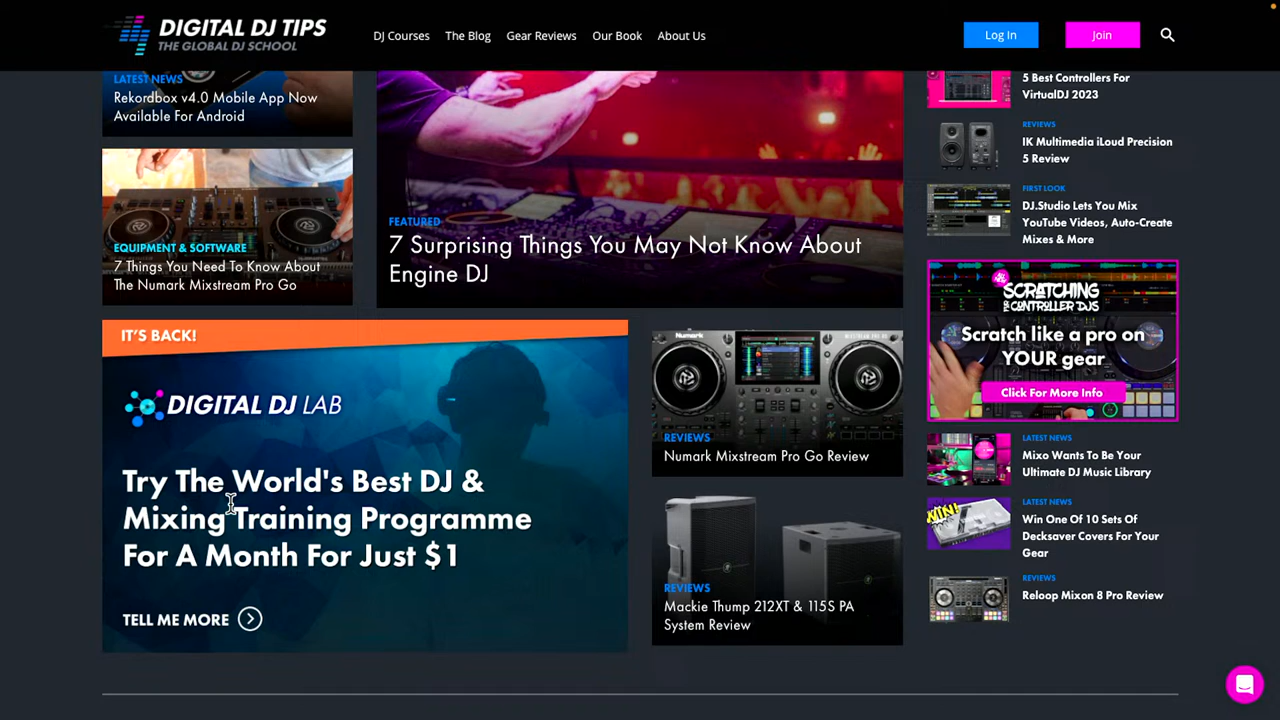 DIGITAL DJ TIPS
THE GLOBAL DJ SCHOOL
DJ Courses
The Blog
Gear Reviews
Our Book
About Us
Log In
Join
LATEST NEWS
Rekordbox v4.0 Mobile App Now
Available For Android
EQUIPMENT & SOFTWARE
7 Things You Need To Know About
The Numark Mixstream Pro Go
FEATURED
7 Surprising Things You May Not Know About
Engine DJ
IT'S BACK!
DIGITAL DJ LAB
Try The World's Best DJ &
Mixing Training Programme
For A Month For Just $1
TELL ME MORE
Numark
REVIEWS
Numark Mixstream Pro Go Review
REVIEWS
Mackie Thump 212XT & 115S PA
System Review
5 Best Controllers For
VirtualDJ 2023
REVIEWS
IK Multimedia iLoud Precision
5 Review
FIRST LOOK
DJ.Studio Lets You Mix
YouTube Videos, Auto-Create
Mixes & More
SCRATCHING
FOR CONTROLLER DJS
Scratch like a pro on
YOUR gear
Click For More Info
LATEST NEWS
Mixo Wants To Be Your
Ultimate DJ Music Library
WIN!
LATEST NEWS
Win One Of 10 Sets Of
Decksaver Covers For Your
Gear
REVIEWS
Reloop Mixon 8 Pro Review